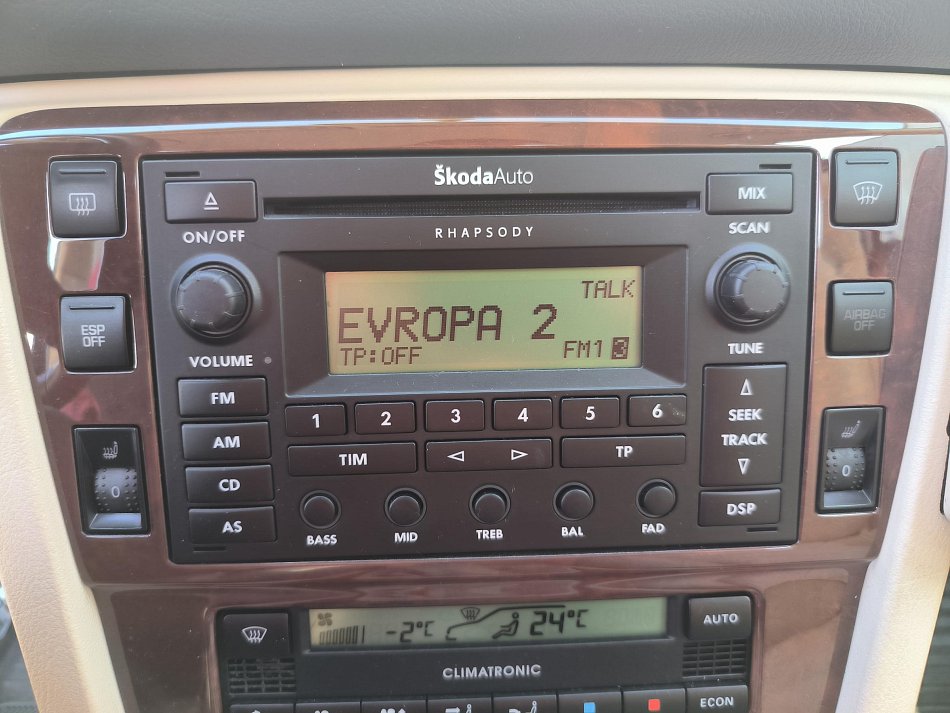 ŠkodaAuto
MIX
ON/OFF
SCAN
RHAPSODY
TALK
EVROPA 2
TP:OFF FM1 3
ESP
OFF
AIRBAG
OFF
VOLUME
TUNE
FM
1 2 3 4 5 6
SEEK
TRACK
AM
TIM
TP
CD
0
0
AS
DSP
BASS MID TREB BAL FAD
-2°C 24°C
AUTO
CLIMATRONIC
ECON